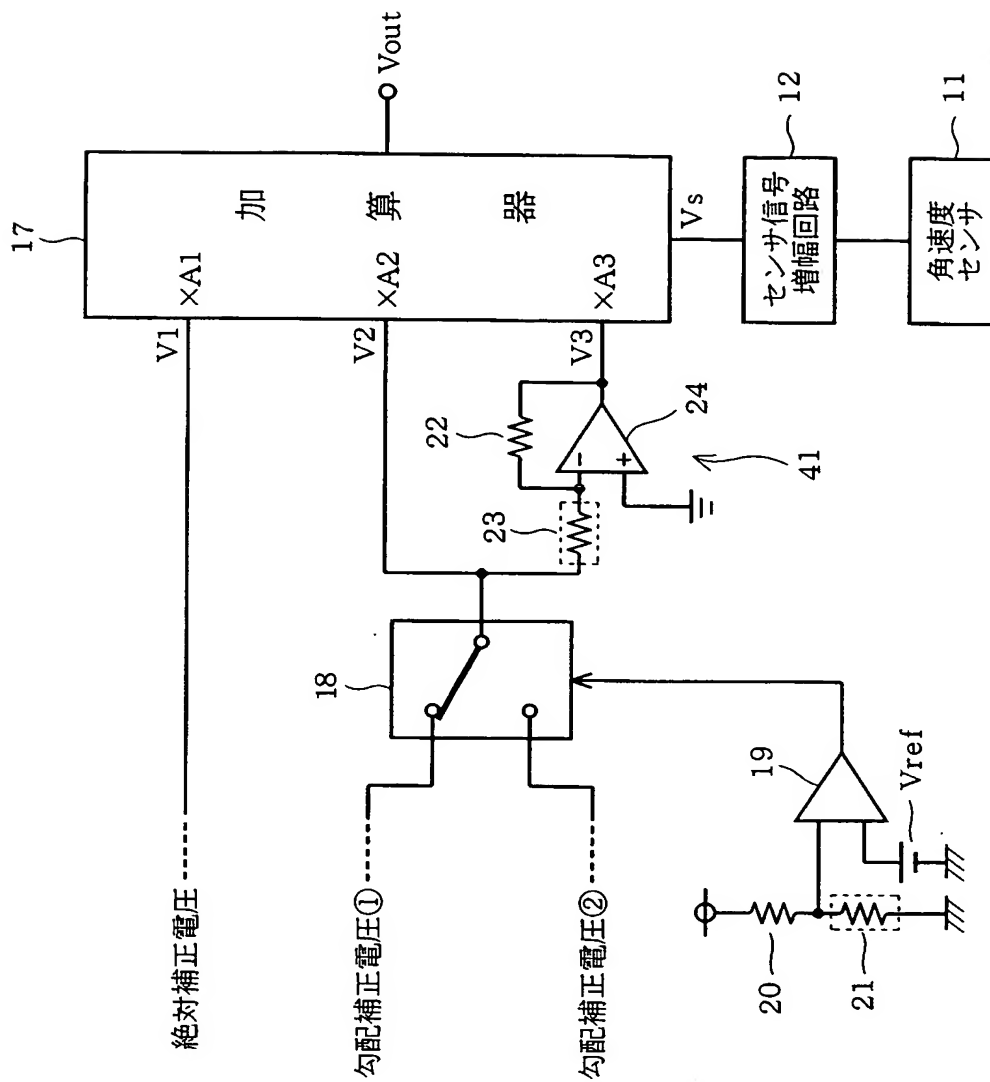 17
加算器
×A1
×A2
×A3
V1
V2
V3
Vs
Vout
センサ信号
増幅回路
12
角速度
センサ
11
22
23
24
41
18
19
Vref
20
21
絶対補正電圧
勾配補正電圧①
勾配補正電圧②
－
＋